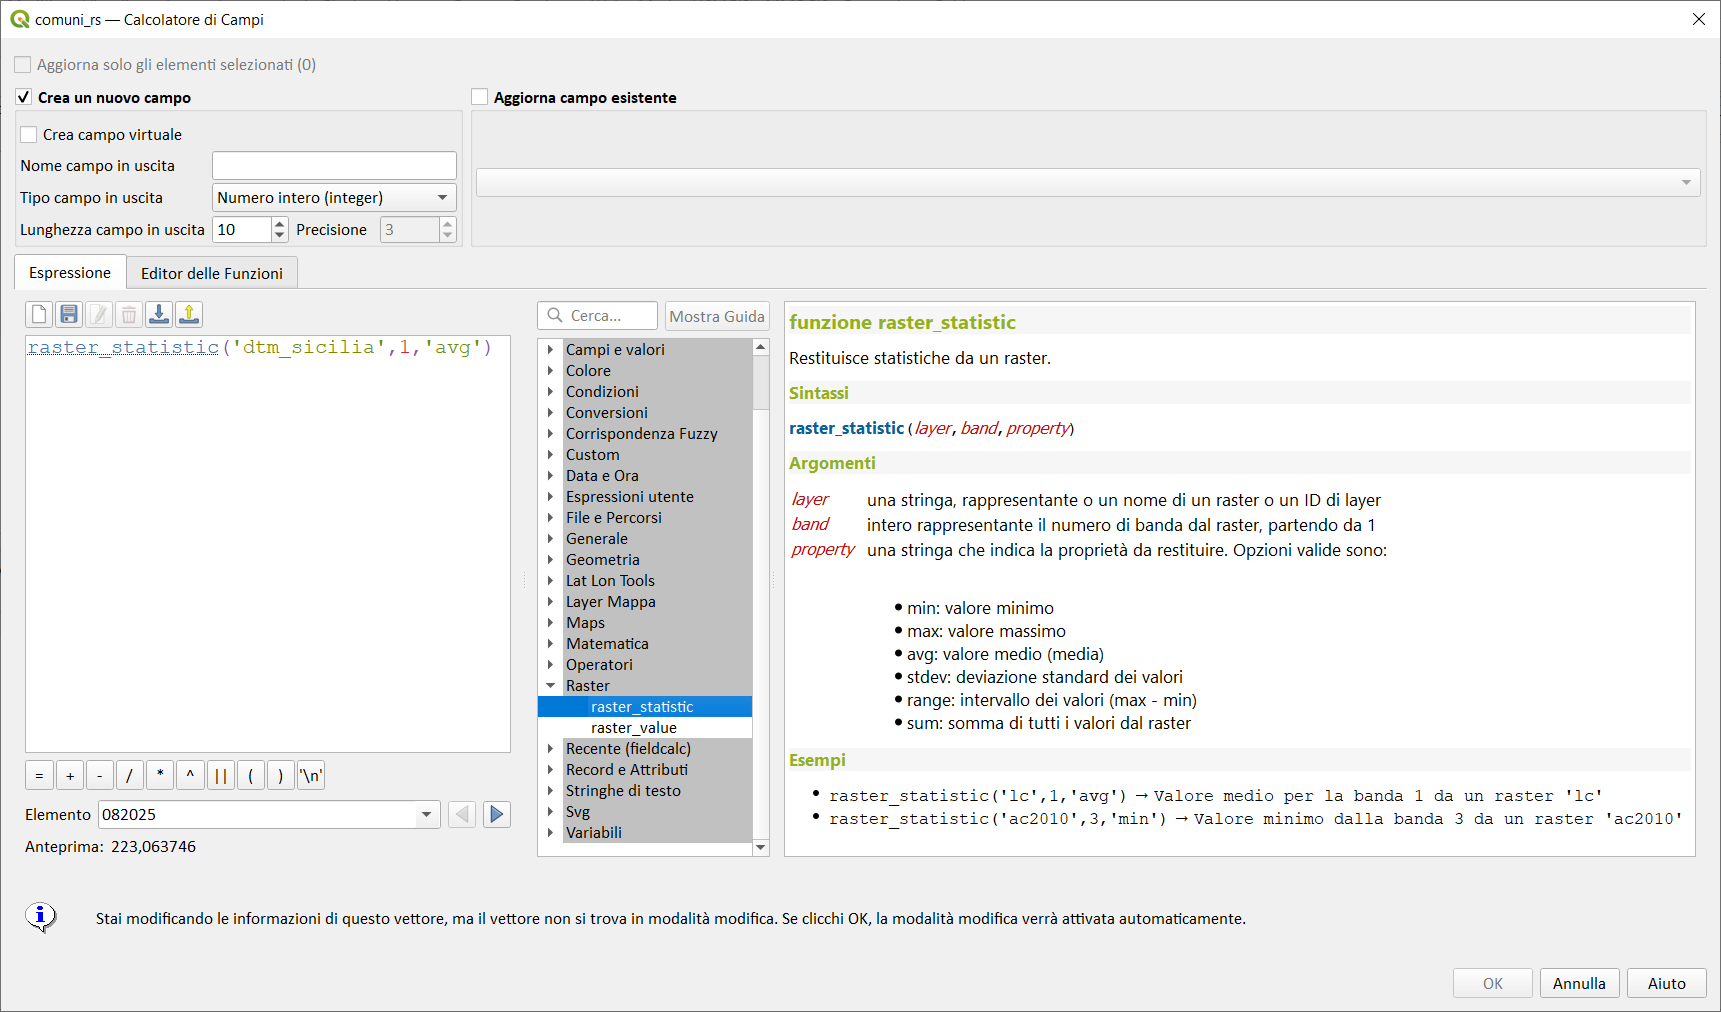 comuni_rs — Calcolatore di Campi
Aggiorna solo gli elementi selezionati (0)
Crea un nuovo campo
Aggiorna campo esistente
Crea campo virtuale
Nome campo in uscita
Tipo campo in uscita Numero intero (integer)
Lunghezza campo in uscita 10 Precisione 3
Espressione Editor delle Funzioni
raster_statistic('dtm_sicilia',1,'avg')
= + - / * ^ || ( ) '\n'
Elemento 082025
Anteprima: 223,063746
Cerca... Mostra Guida
Campi e valori
Colore
Condizioni
Conversioni
Corrispondenza Fuzzy
Custom
Data e Ora
Espressioni utente
File e Percorsi
Generale
Geometria
Lat Lon Tools
Layer Mappa
Maps
Matematica
Operatori
Raster
raster_statistic
raster_value
Recente (fieldcalc)
Record e Attributi
Stringhe di testo
Svg
Variabili
funzione raster_statistic
Restituisce statistiche da un raster.
Sintassi
raster_statistic(layer,band,property)
Argomenti
layer una stringa, rappresentante o un nome di un raster o un ID di layer
band intero rappresentante il numero di banda dal raster, partendo da 1
property una stringa che indica la proprietà da restituire. Opzioni valide sono:
• min: valore minimo
• max: valore massimo
• avg: valore medio (media)
• stdev: deviazione standard dei valori
• range: intervallo dei valori (max - min)
• sum: somma di tutti i valori dal raster
Esempi
• raster_statistic('lc',1,'avg') → Valore medio per la banda 1 da un raster 'lc'
• raster_statistic('ac2010',3,'min') → Valore minimo dalla banda 3 da un raster 'ac2010'
Stai modificando le informazioni di questo vettore, ma il vettore non si trova in modalità modifica. Se clicchi OK, la modalità modifica verrà attivata automaticamente.
OK Annulla Aiuto